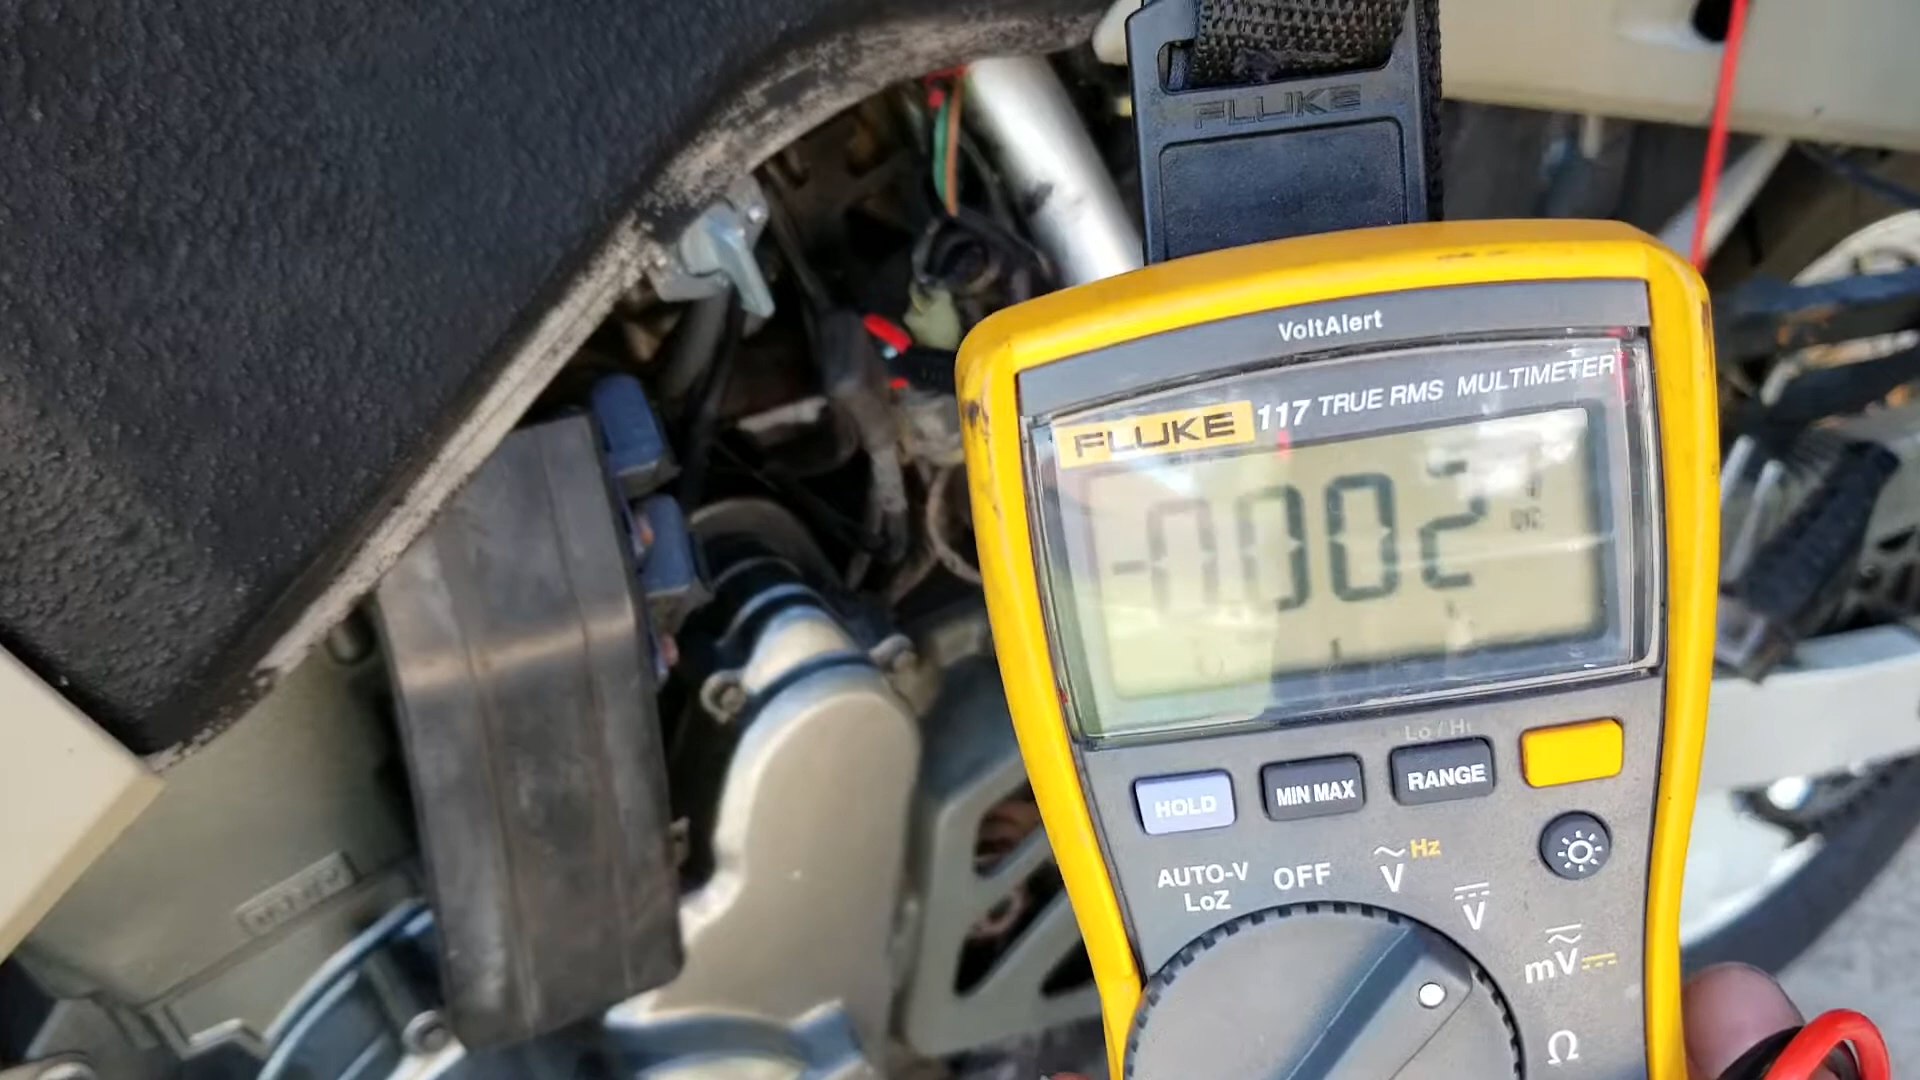 FLUKE
VoltAlert
FLUKE 117 TRUE RMS MULTIMETER
-0.002
Lo / Hi
HOLD MIN MAX RANGE
AUTO-V
LoZ
OFF
V Hz
V
mV
Ω